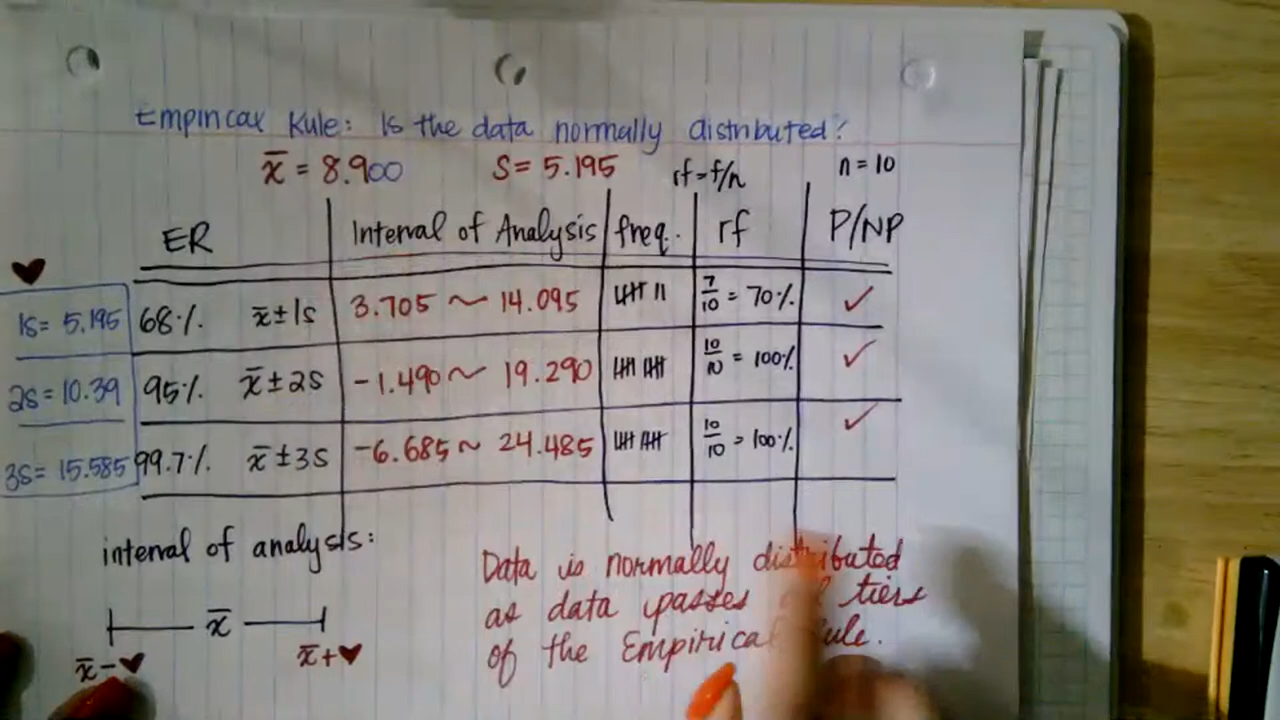 Empirical Rule: Is the data normally distributed?
x̄ = 8.900 S = 5.195 rf = f/n n = 10
ER Interval of Analysis freq. rf P/NP
1s = 5.195 68% x̄ ± 1s 3.705 ~ 14.095 𝍸 || 7/10 = 70% ✓
2s = 10.39 95% x̄ ± 2s -1.490 ~ 19.290 𝍸 𝍸 10/10 = 100% ✓
3s = 15.585 99.7% x̄ ± 3s -6.685 ~ 24.485 𝍸 𝍸 10/10 = 100% ✓
interval of analysis:
x̄
x̄ - ♥ x̄ + ♥
Data is normally distributed
as data passes tiers
of the Empirical Rule.